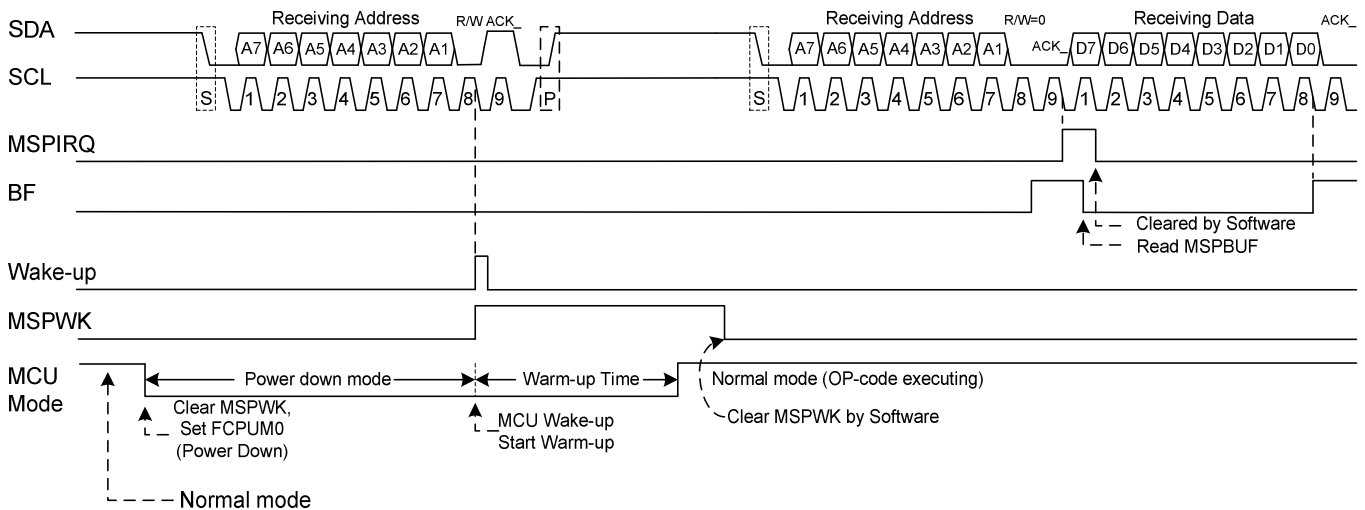 Receiving Address R/W ACK_ Receiving Address R/W=0 Receiving Data ACK_
SDA A7 A6 A5 A4 A3 A2 A1 A7 A6 A5 A4 A3 A2 A1 ACK_ D7 D6 D5 D4 D3 D2 D1 D0
SCL S 1 2 3 4 5 6 7 8 9 P S 1 2 3 4 5 6 7 8 9 1 2 3 4 5 6 7 8 9
MSPIRQ
BF
Cleared by Software
Read MSPBUF
Wake-up
MSPWK
MCU Mode
Power down mode
Warm-up Time
Normal mode (OP-code executing)
Clear MSPWK,
Set FCPUM0
(Power Down)
MCU Wake-up
Start Warm-up
Clear MSPWK by Software
Normal mode